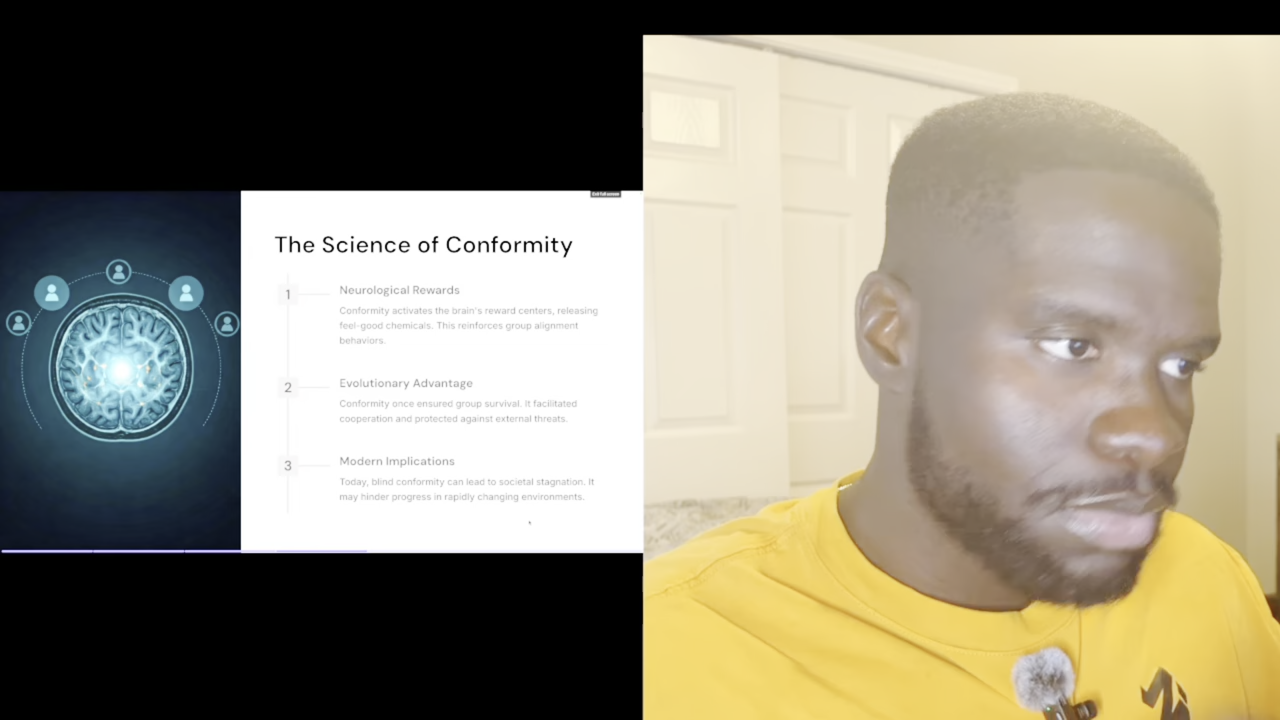 Exit full screen
The Science of Conformity
1
Neurological Rewards
Conformity activates the brain's reward centers, releasing
feel-good chemicals. This reinforces group alignment
behaviors.
2
Evolutionary Advantage
Conformity once ensured group survival. It facilitated
cooperation and protected against external threats.
3
Modern Implications
Today, blind conformity can lead to societal stagnation. It
may hinder progress in rapidly changing environments.